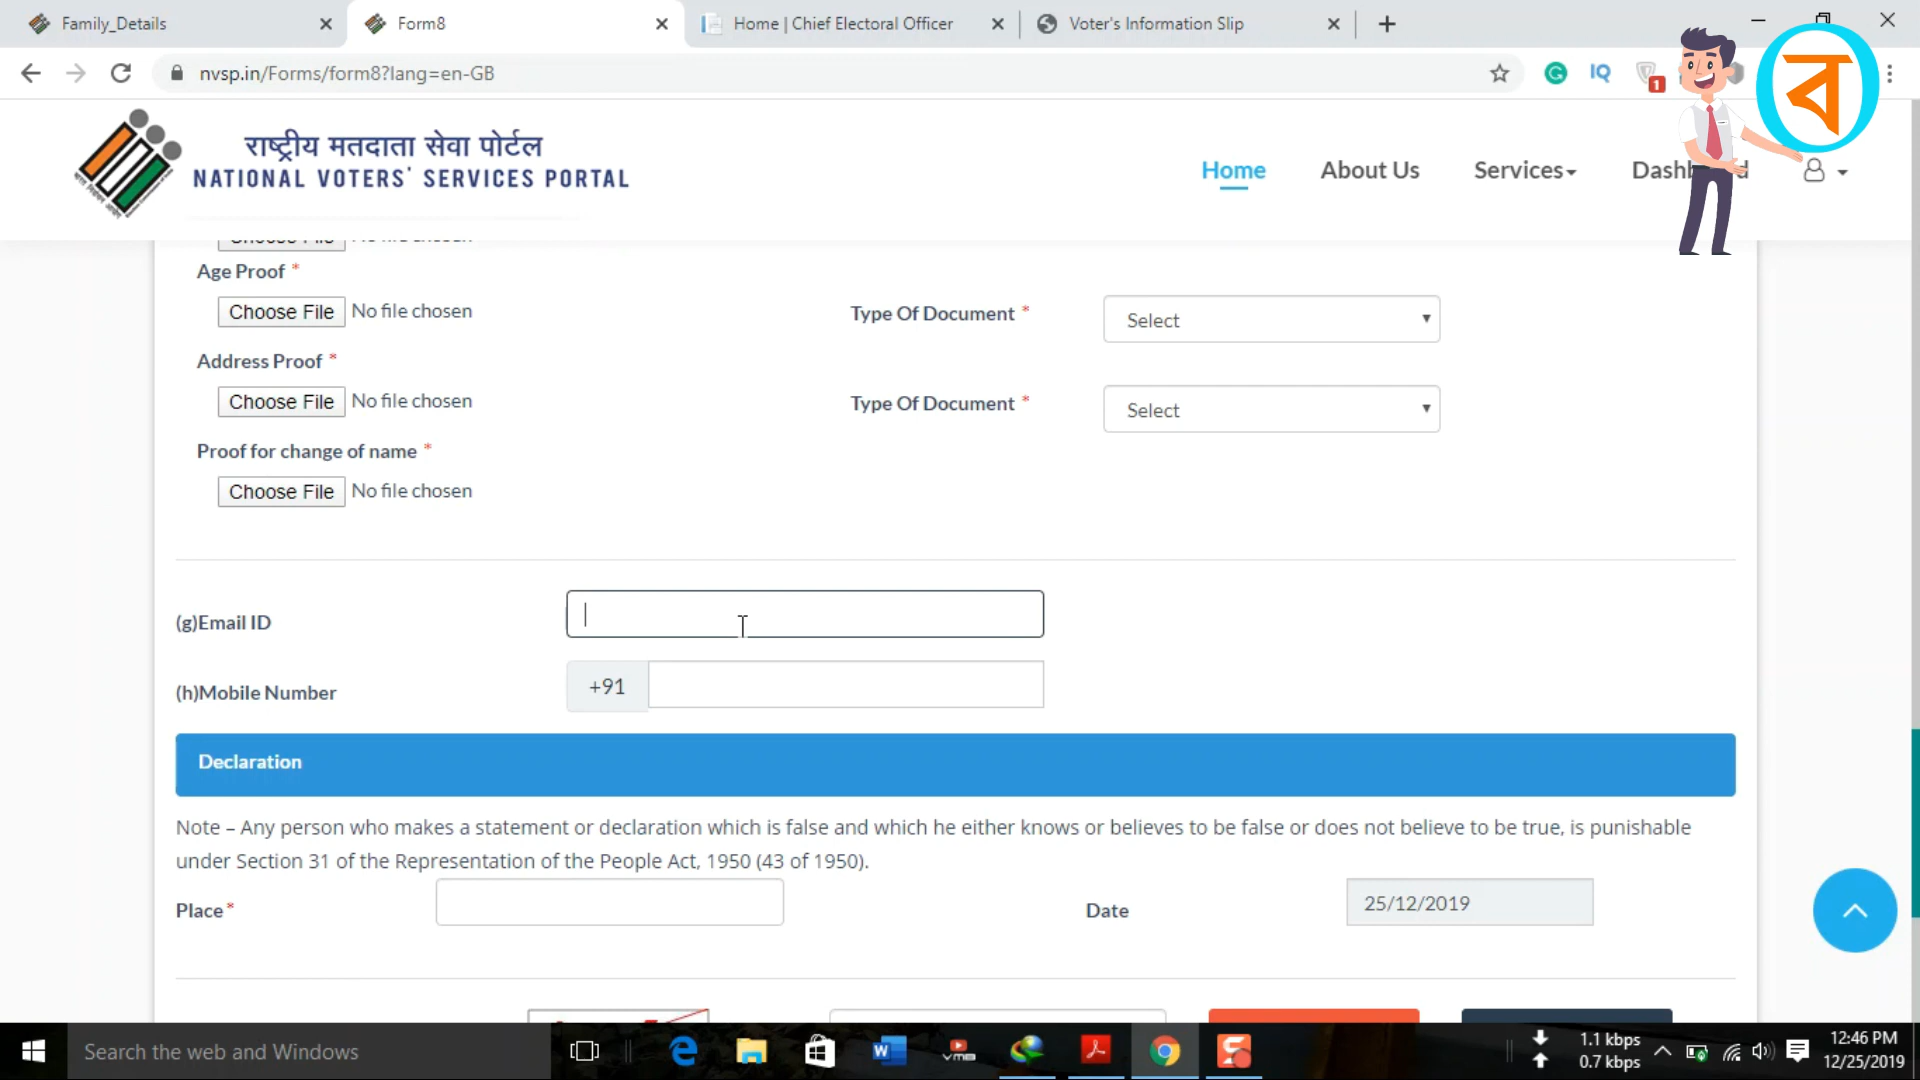 Family_Details
Form8
Home | Chief Electoral Officer
Voter's Information Slip
nvsp.in/Forms/form8?lang=en-GB
IQ
1
ব
राष्ट्रीय मतदाता सेवा पोर्टल
NATIONAL VOTERS' SERVICES PORTAL
Home
About Us
Services
Age Proof *
Choose File No file chosen
Type Of Document *
Select
Address Proof *
Choose File No file chosen
Type Of Document *
Select
Proof for change of name *
Choose File No file chosen
(g)Email ID
(h)Mobile Number
+91
Declaration
Note – Any person who makes a statement or declaration which is false and which he either knows or believes to be false or does not believe to be true, is punishable
under Section 31 of the Representation of the People Act, 1950 (43 of 1950).
Place*
Date
25/12/2019
Search the web and Windows
1.1 kbps
0.7 kbps
12:46 PM
12/25/2019